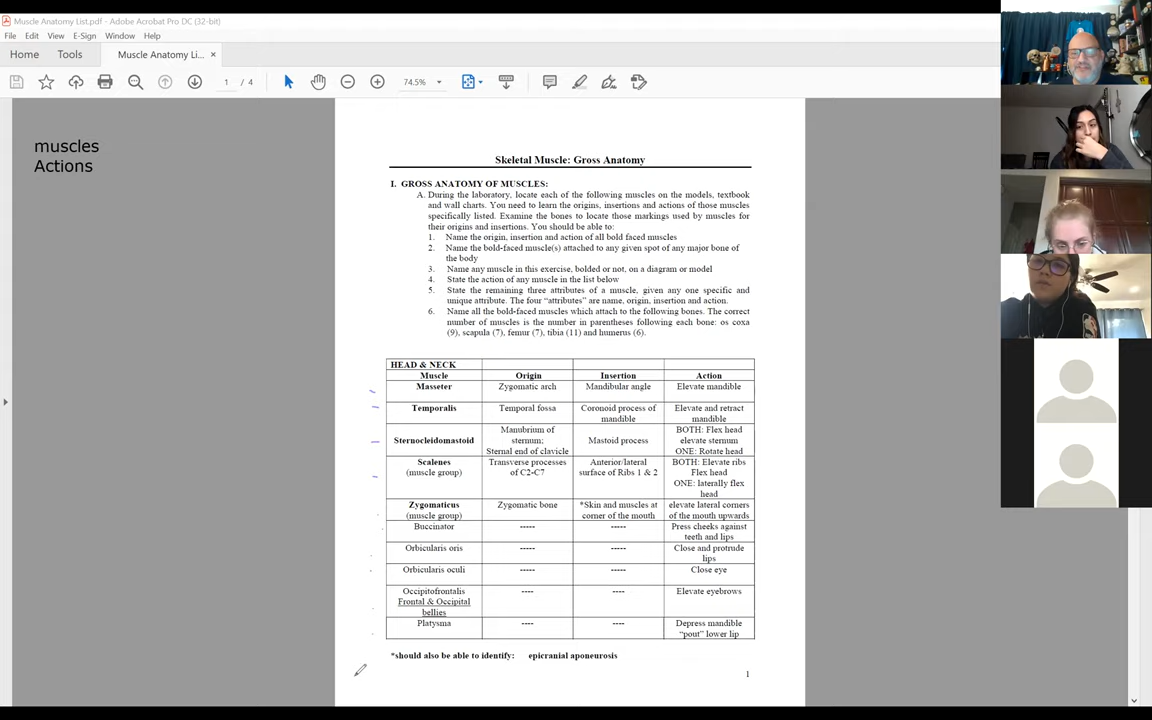 Muscle Anatomy List.pdf - Adobe Acrobat Pro DC (32-bit)
File Edit View E-Sign Window Help
Home Tools Muscle Anatomy Li... ×
1 / 4 74.5%
muscles
Actions
Skeletal Muscle: Gross Anatomy
I. GROSS ANATOMY OF MUSCLES:
A. During the laboratory, locate each of the following muscles on the models, textbook
and wall charts. You need to learn the origins, insertions and actions of those muscles
specifically listed. Examine the bones to locate those markings used by muscles for
their origins and insertions. You should be able to:
1. Name the origin, insertion and action of all bold faced muscles
2. Name the bold-faced muscle(s) attached to any given spot of any major bone of
the body
3. Name any muscle in this exercise, bolded or not, on a diagram or model
4. State the action of any muscle in the list below
5. State the remaining three attributes of a muscle, given any one specific and
unique attribute. The four “attributes” are name, origin, insertion and action.
6. Name all the bold-faced muscles which attach to the following bones. The correct
number of muscles is the number in parentheses following each bone: os coxa
(9), scapula (7), femur (7), tibia (11) and humerus (6).
HEAD & NECK
Muscle Origin Insertion Action
Masseter Zygomatic arch Mandibular angle Elevate mandible
Temporalis Temporal fossa Coronoid process of Elevate and retract
mandible mandible
Manubrium of BOTH: Flex head
sternum; elevate sternum
Sternocleidomastoid Mastoid process
Sternal end of clavicle ONE: Rotate head
Scalenes Transverse processes Anterior/lateral BOTH: Elevate ribs
(muscle group) of C2-C7 surface of Ribs 1 & 2 Flex head
ONE: laterally flex
head
Zygomaticus Zygomatic bone *Skin and muscles at elevate lateral corners
(muscle group) corner of the mouth of the mouth upwards
Buccinator ----- ----- Press cheeks against
teeth and lips
Orbicularis oris ----- ----- Close and protrude
lips
Orbicularis oculi ----- ----- Close eye
Occipitofrontalis ---- ---- Elevate eyebrows
Frontal & Occipital
bellies
Platysma ---- ---- Depress mandible
“pout” lower lip
*should also be able to identify: epicranial aponeurosis
1